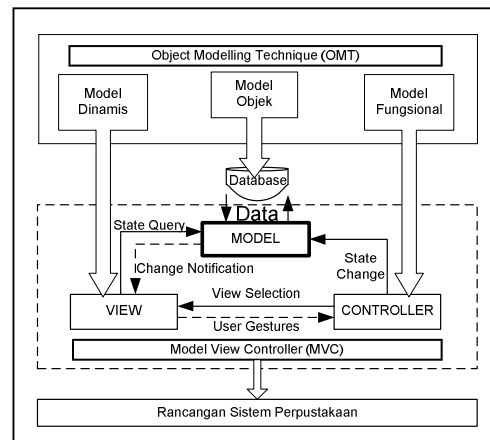 Object Modelling Technique (OMT)
Model
Dinamis
Model
Objek
Model
Fungsional
Database
Data
State Query
MODEL
Change Notification
State
Change
View Selection
VIEW
CONTROLLER
User Gestures
Model View Controller (MVC)
Rancangan Sistem Perpustakaan